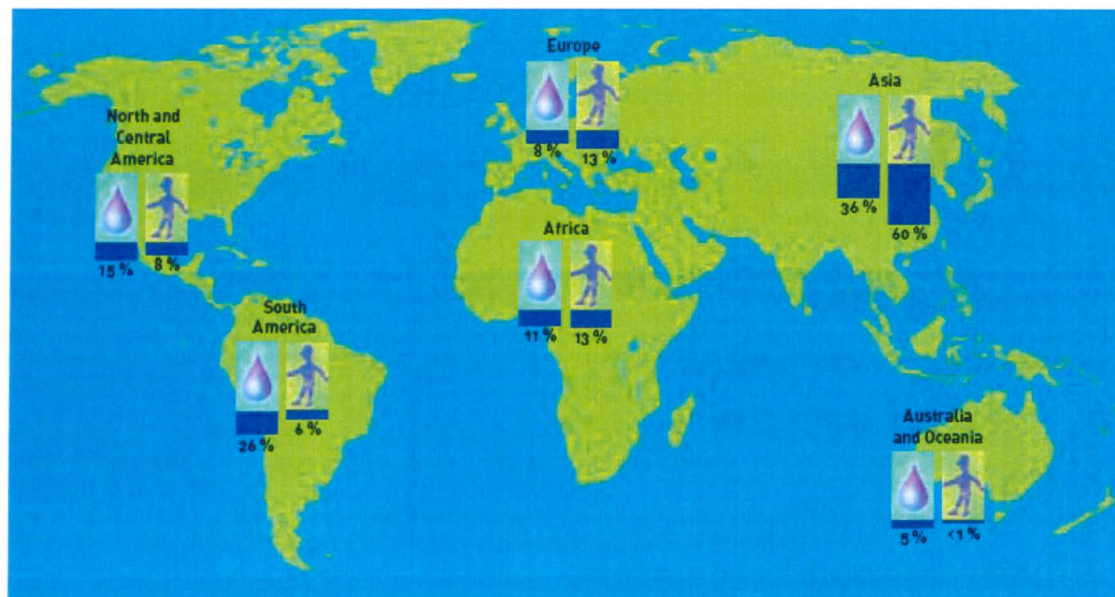 Europe
8 % 13 %
Asia
36 %
60 %
North and
Central
America
15 % 8 %
Africa
11 % 13 %
South
America
26 % 6 %
Australia
and Oceania
5 % <1 %